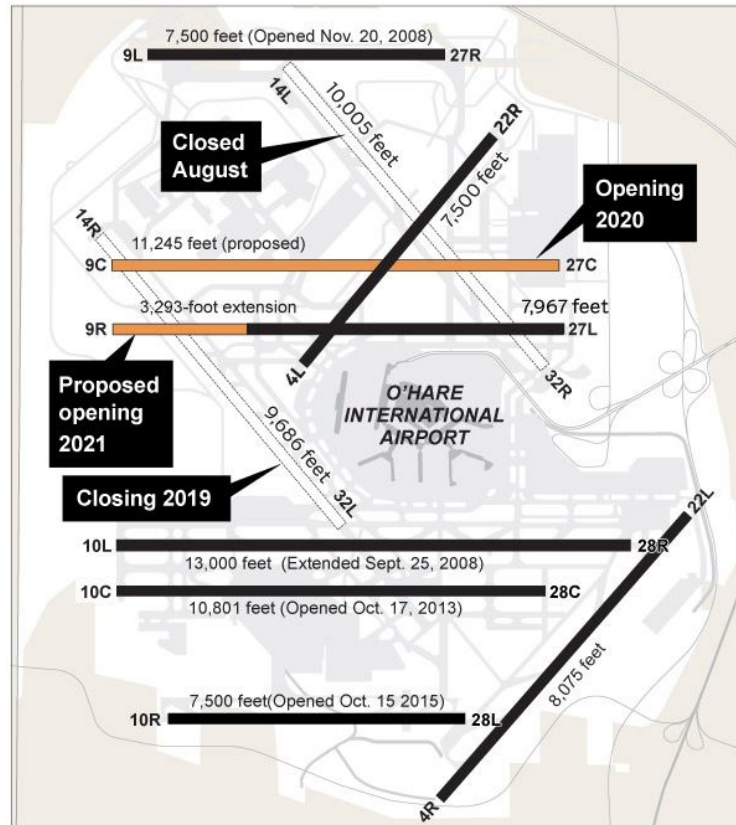 7,500 feet (Opened Nov. 20, 2008)
9L
27R
14L
10,005 feet
22R
Closed
August
7,500 feet
Opening
2020
14R
11,245 feet (proposed)
9C
27C
3,293-foot extension
7,967 feet
9R
27L
4L
32R
Proposed
opening
2021
O'HARE
INTERNATIONAL
AIRPORT
9,686 feet
Closing 2019
32L
22L
10L
28R
13,000 feet (Extended Sept. 25, 2008)
10C
28C
10,801 feet (Opened Oct. 17, 2013)
8,075 feet
7,500 feet(Opened Oct. 15 2015)
10R
28L
4R